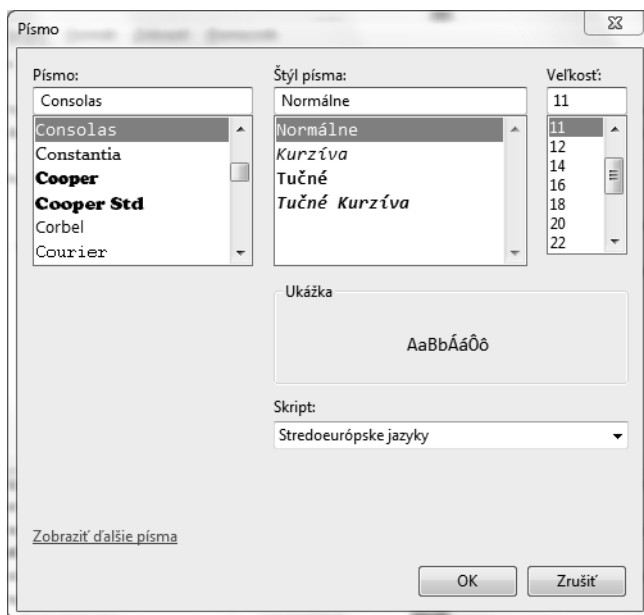 Písmo
Písmo:
Consolas
Consolas
Constantia
Cooper
Cooper Std
Corbel
Courier
Štýl písma:
Normálne
Normálne
Kurzíva
Tučné
Tučné Kurzíva
Veľkosť:
11
11
12
14
16
18
20
22
Ukážka
AaBbÁáÔô
Skript:
Stredoeurópske jazyky
Zobraziť ďalšie písma
OK
Zrušiť